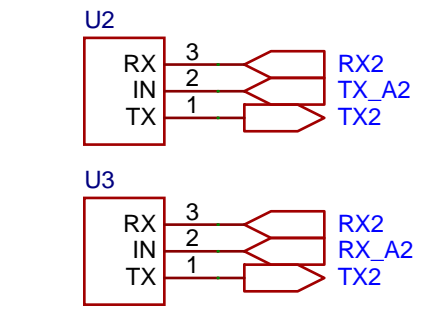 U2
RX 3 RX2
IN 2 TX_A2
TX 1 TX2
U3
RX 3 RX2
IN 2 RX_A2
TX 1 TX2